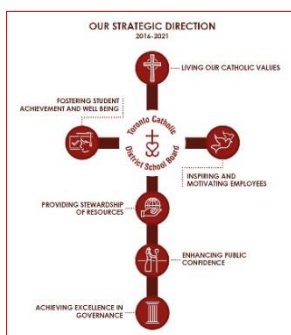 OUR STRATEGIC DIRECTION
2016-2021
LIVING OUR CATHOLIC VALUES
FOSTERING STUDENT
ACHIEVEMENT AND WELL BEING
Toronto Catholic
District School Board
INSPIRING AND
MOTIVATING EMPLOYEES
PROVIDING STEWARDSHIP
OF RESOURCES
ENHANCING PUBLIC
CONFIDENCE
ACHIEVING EXCELLENCE IN
GOVERNANCE